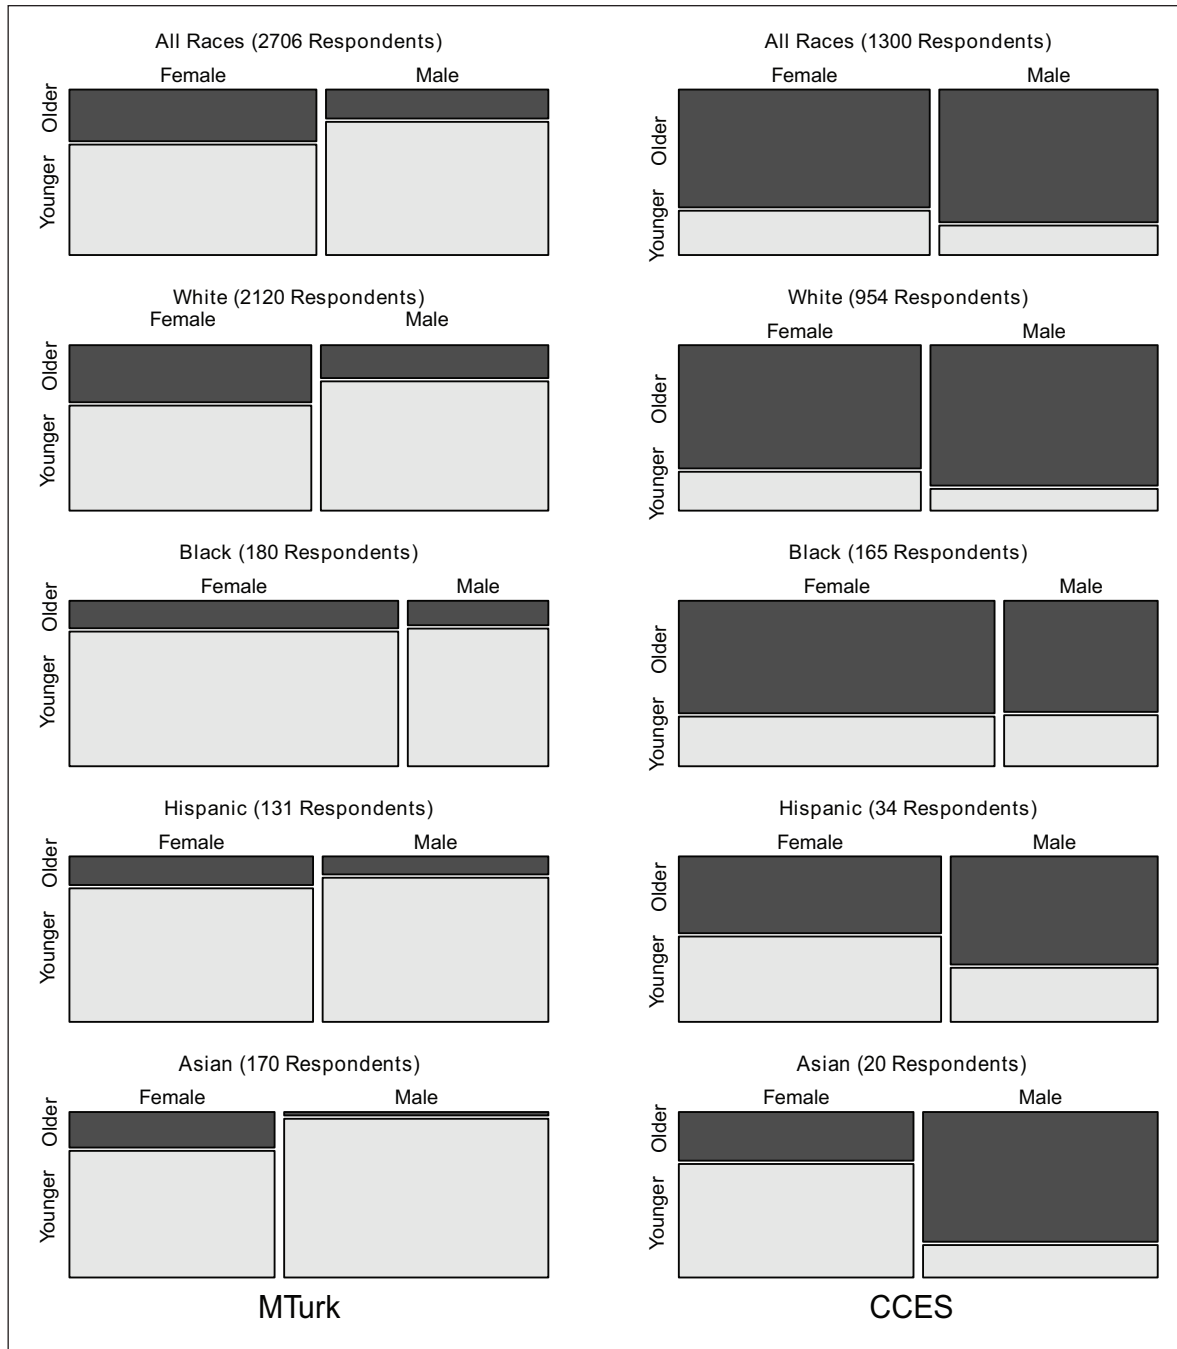 All Races (2706 Respondents)
Female Male
Older
Younger
White (2120 Respondents)
Female Male
Older
Younger
Black (180 Respondents)
Female Male
Older
Younger
Hispanic (131 Respondents)
Female Male
Older
Younger
Asian (170 Respondents)
Female Male
Older
Younger
MTurk
All Races (1300 Respondents)
Female Male
Older
Younger
White (954 Respondents)
Female Male
Older
Younger
Black (165 Respondents)
Female Male
Older
Younger
Hispanic (34 Respondents)
Female Male
Older
Younger
Asian (20 Respondents)
Female Male
Older
Younger
CCES